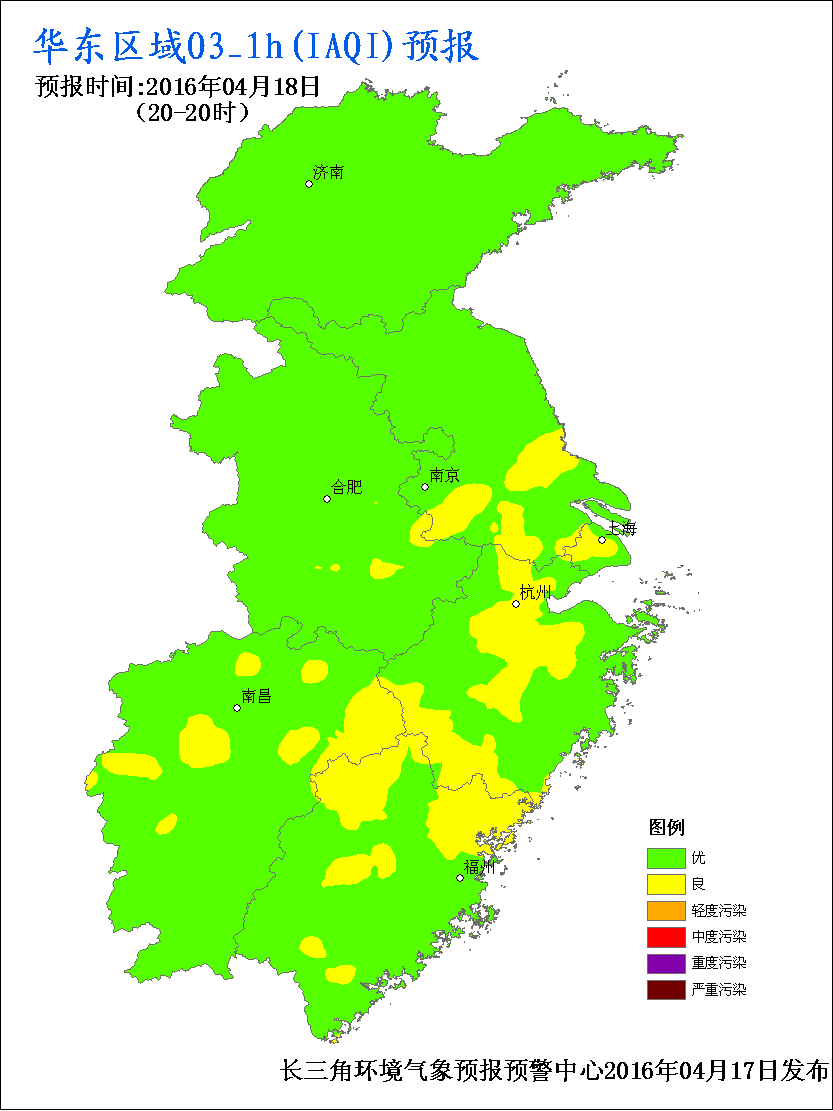 华东区域O3_1h(IAQI)预报
预报时间:2016年04月18日
（20-20时）
济南
南京
合肥
上海
杭州
南昌
福州
图例
优
良
轻度污染
中度污染
重度污染
严重污染
长三角环境气象预报预警中心2016年04月17日发布